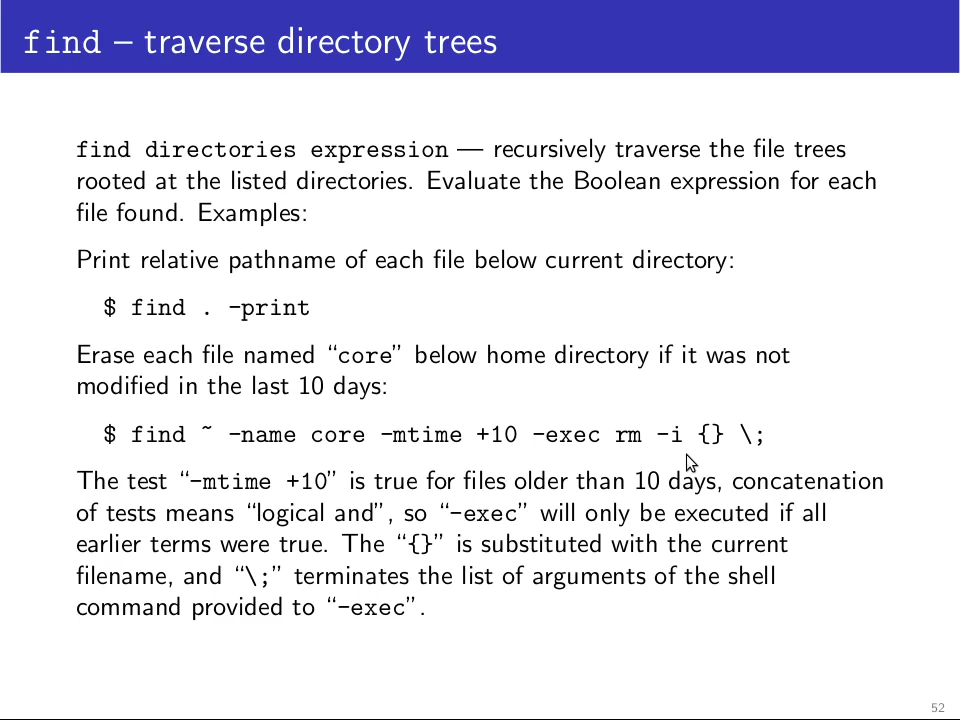 find – traverse directory trees
find directories expression — recursively traverse the file trees
rooted at the listed directories. Evaluate the Boolean expression for each
file found. Examples:
Print relative pathname of each file below current directory:
$ find . -print
Erase each file named “core” below home directory if it was not
modified in the last 10 days:
$ find ~ -name core -mtime +10 -exec rm -i {} \;
The test “-mtime +10” is true for files older than 10 days, concatenation
of tests means “logical and”, so “-exec” will only be executed if all
earlier terms were true. The “{}” is substituted with the current
filename, and “\;” terminates the list of arguments of the shell
command provided to “-exec”.
52